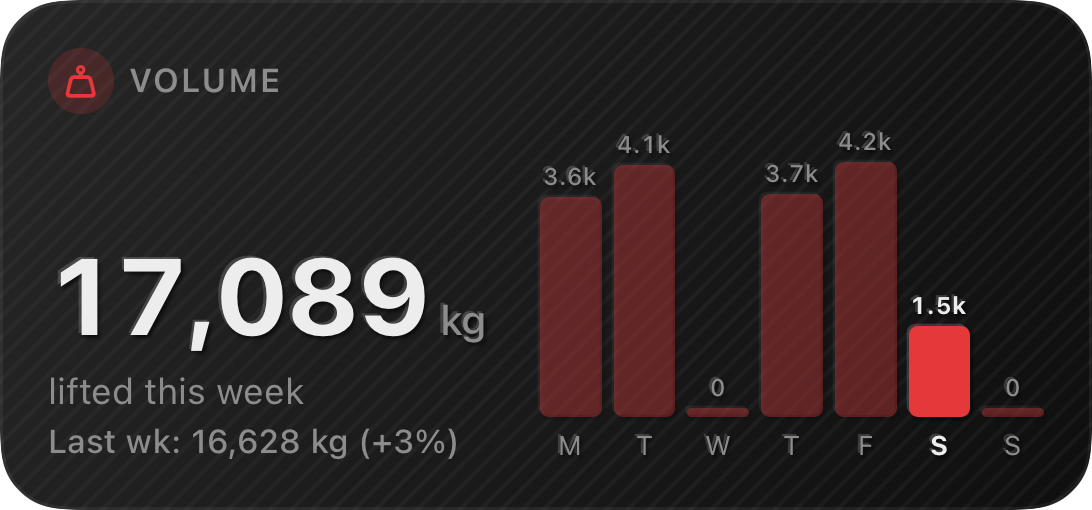 VOLUME
17,089 kg
lifted this week
Last wk: 16,628 kg (+3%)
3.6k 4.1k 0 3.7k 4.2k 1.5k 0
M T W T F S S